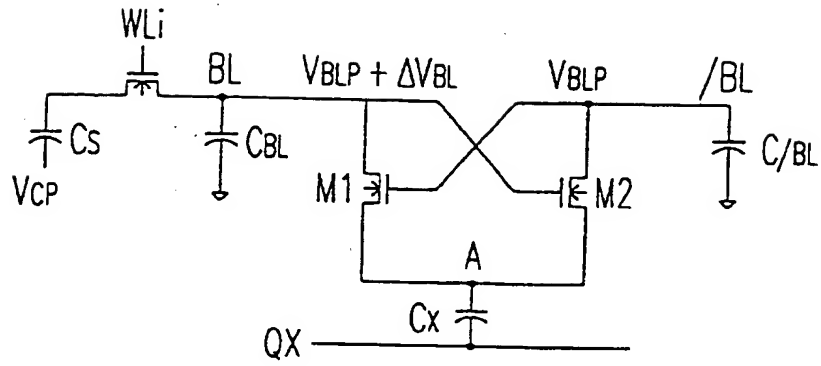 WLi
BL
VBLP + ΔVBL
VBLP
/BL
CS
CBL
C/BL
VCP
M1
M2
A
CX
QX